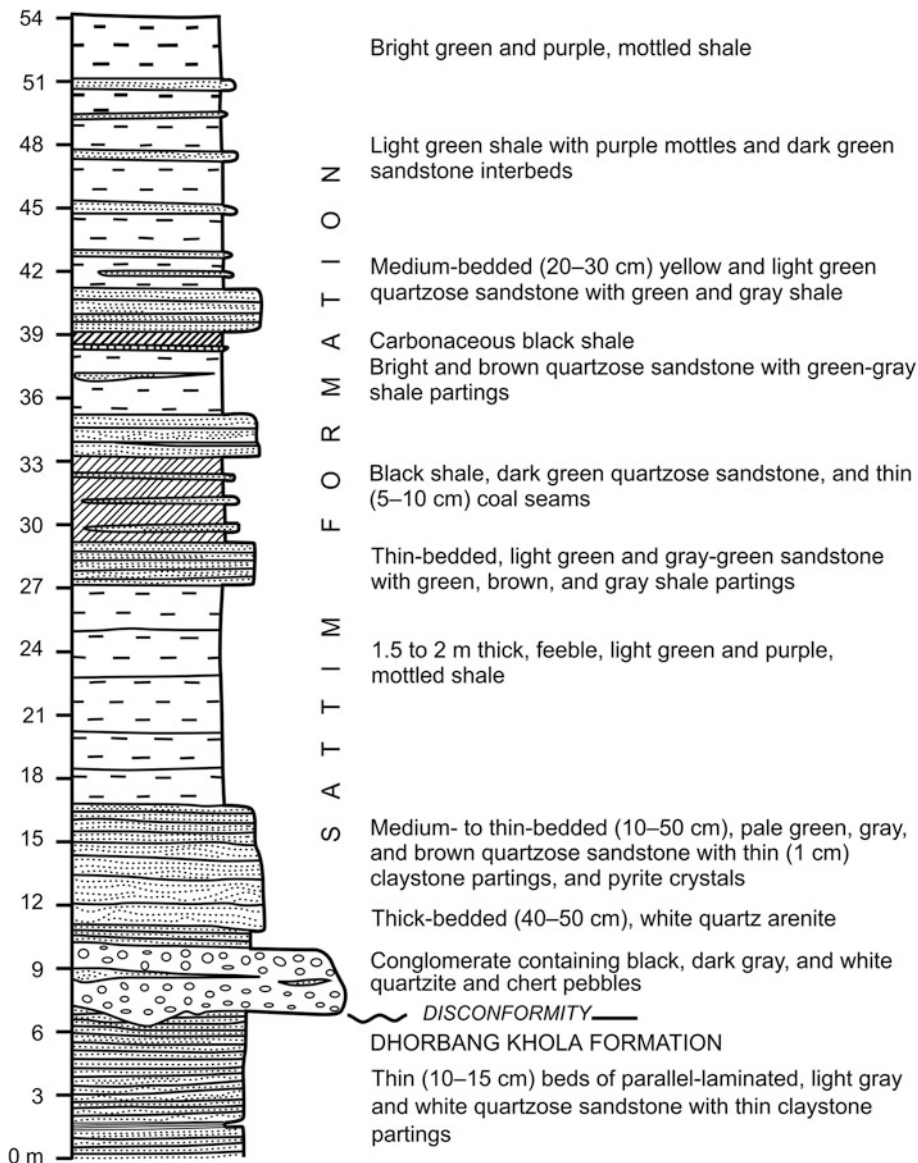 54
Bright green and purple, mottled shale
51
48
Light green shale with purple mottles and dark green
sandstone interbeds
45
42
Medium-bedded (20–30 cm) yellow and light green
quartzose sandstone with green and gray shale
39
Carbonaceous black shale
Bright and brown quartzose sandstone with green-gray
shale partings
36
33
Black shale, dark green quartzose sandstone, and thin
(5–10 cm) coal seams
30
Thin-bedded, light green and gray-green sandstone
with green, brown, and gray shale partings
27
24
1.5 to 2 m thick, feeble, light green and purple,
mottled shale
21
18
SATTIM FORMATION
15
Medium- to thin-bedded (10–50 cm), pale green, gray,
and brown quartzose sandstone with thin (1 cm)
claystone partings, and pyrite crystals
12
Thick-bedded (40–50 cm), white quartz arenite
9
Conglomerate containing black, dark gray, and white
quartzite and chert pebbles
DISCONFORMITY
6
DHORBANG KHOLA FORMATION
3
Thin (10–15 cm) beds of parallel-laminated, light gray
and white quartzose sandstone with thin claystone
partings
0 m